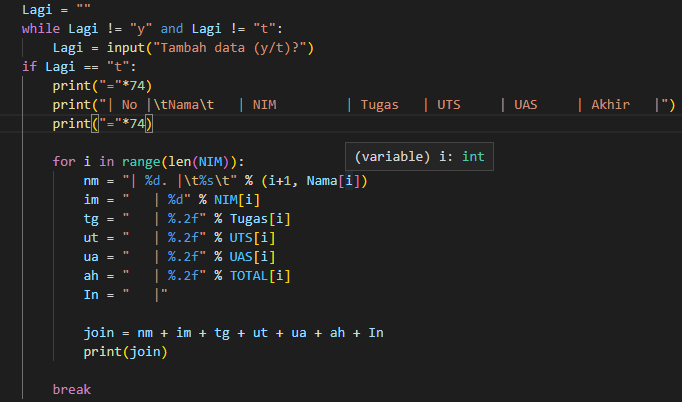 Lagi = ""
while Lagi != "y" and Lagi != "t":
    Lagi = input("Tambah data (y/t)?")
if Lagi == "t":
    print("="*74)
    print("| No |\tNama\t   | NIM         | Tugas   | UTS     | UAS     | Akhir   |")
    print("="*74)
(variable) i: int
    for i in range(len(NIM)):
        nm = "| %d. |\t%s\t" % (i+1, Nama[i])
        im = "   | %d" % NIM[i]
        tg = "   | %.2f" % Tugas[i]
        ut = "   | %.2f" % UTS[i]
        ua = "   | %.2f" % UAS[i]
        ah = "   | %.2f" % TOTAL[i]
        In = "   |"
        join = nm + im + tg + ut + ua + ah + In
        print(join)
    break